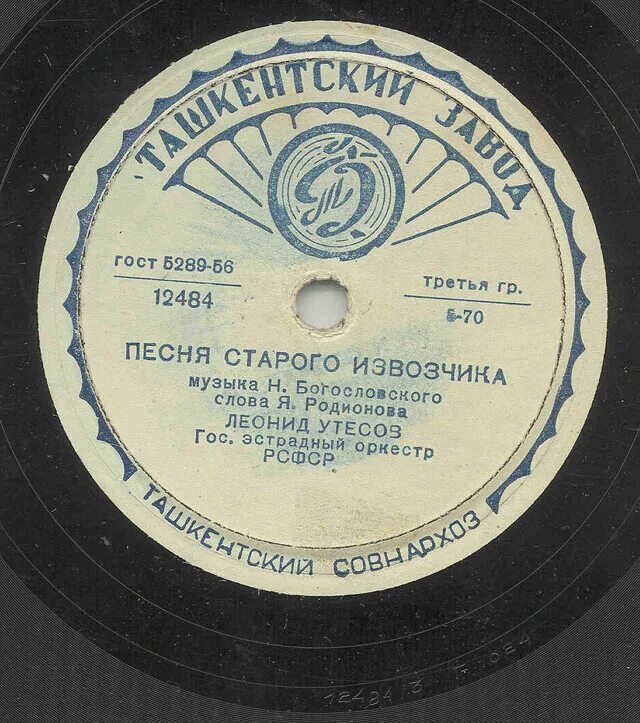 ТАШКЕНТСКИЙ ЗАВОД
гост 5289-56
12484
третья гр.
5-70
ПЕСНЯ СТАРОГО ИЗВОЗЧИКА
музыка Н. Богословского
слова Я. Родионова
ЛЕОНИД УТЕСОВ
Гос. эстрадный оркестр
РСФСР
ТАШКЕНТСКИЙ СОВНАРХОЗ